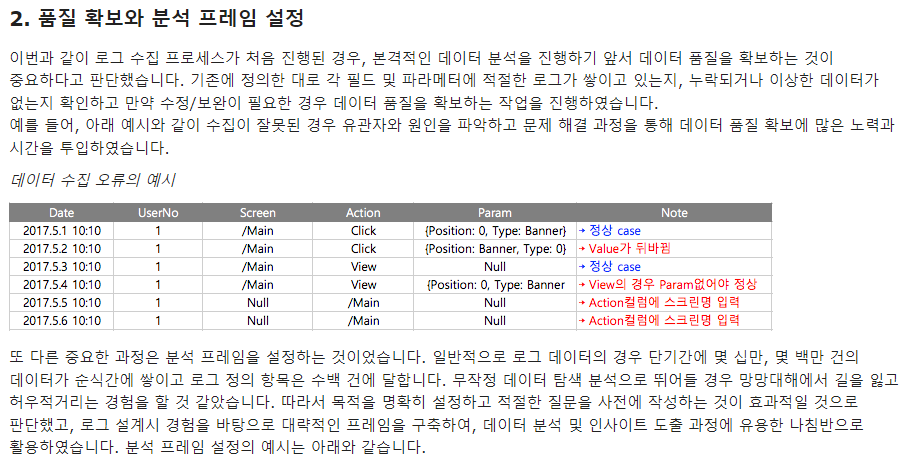 2. 품질 확보와 분석 프레임 설정
이번과 같이 로그 수집 프로세스가 처음 진행된 경우, 본격적인 데이터 분석을 진행하기 앞서 데이터 품질을 확보하는 것이
중요하다고 판단했습니다. 기존에 정의한 대로 각 필드 및 파라메터에 적절한 로그가 쌓이고 있는지, 누락되거나 이상한 데이터가
없는지 확인하고 만약 수정/보완이 필요한 경우 데이터 품질을 확보하는 작업을 진행하였습니다.
예를 들어, 아래 예시와 같이 수집이 잘못된 경우 유관자와 원인을 파악하고 문제 해결 과정을 통해 데이터 품질 확보에 많은 노력과
시간을 투입하였습니다.
데이터 수집 오류의 예시
Date UserNo Screen Action Param Note
2017.5.1 10:10 1 /Main Click {Position: 0, Type: Banner} → 정상 case
2017.5.2 10:10 1 /Main Click {Position: Banner, Type: 0} → Value가 뒤바뀜
2017.5.3 10:10 1 /Main View Null → 정상 case
2017.5.4 10:10 1 /Main View {Position: 0, Type: Banner → View의 경우 Param없어야 정상
2017.5.5 10:10 1 Null /Main Null → Action컬럼에 스크린명 입력
2017.5.6 10:10 1 Null /Main Null → Action컬럼에 스크린명 입력
또 다른 중요한 과정은 분석 프레임을 설정하는 것이었습니다. 일반적으로 로그 데이터의 경우 단기간에 몇 십만, 몇 백만 건의
데이터가 순식간에 쌓이고 로그 정의 항목은 수백 건에 달합니다. 무작정 데이터 탐색 분석으로 뛰어들 경우 망망대해에서 길을 잃고
허우적거리는 경험을 할 것 같았습니다. 따라서 목적을 명확히 설정하고 적절한 질문을 사전에 작성하는 것이 효과적일 것으로
판단했고, 로그 설계시 경험을 바탕으로 대략적인 프레임을 구축하여, 데이터 분석 및 인사이트 도출 과정에 유용한 나침반으로
활용하였습니다. 분석 프레임 설정의 예시는 아래와 같습니다.